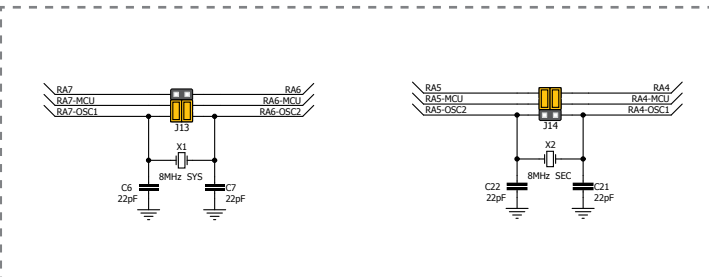 RA7 RA6
RA7-MCU RA6-MCU
RA7-OSC1 RA6-OSC2
J13
X1
8MHz SYS
C6 C7
22pF 22pF
RA5 RA4
RA5-MCU RA4-MCU
RA5-OSC2 RA4-OSC1
J14
X2
8MHz SEC
C22 C21
22pF 22pF